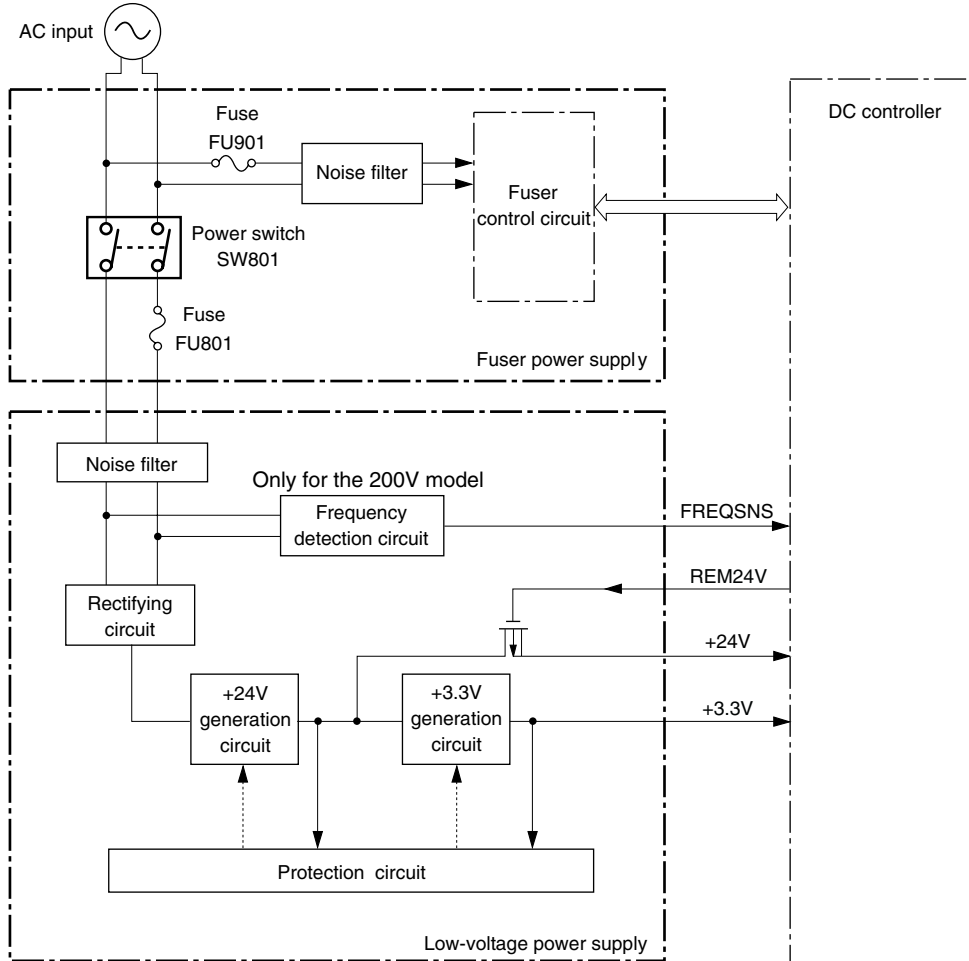 AC input
DC controller
Fuse
FU901
Noise filter
Fuser
control circuit
Power switch
SW801
Fuse
FU801
Fuser power supply
Noise filter
Only for the 200V model
Frequency
detection circuit
FREQSNS
REM24V
Rectifying
circuit
+24V
+24V
generation
circuit
+3.3V
generation
circuit
+3.3V
Protection circuit
Low-voltage power supply